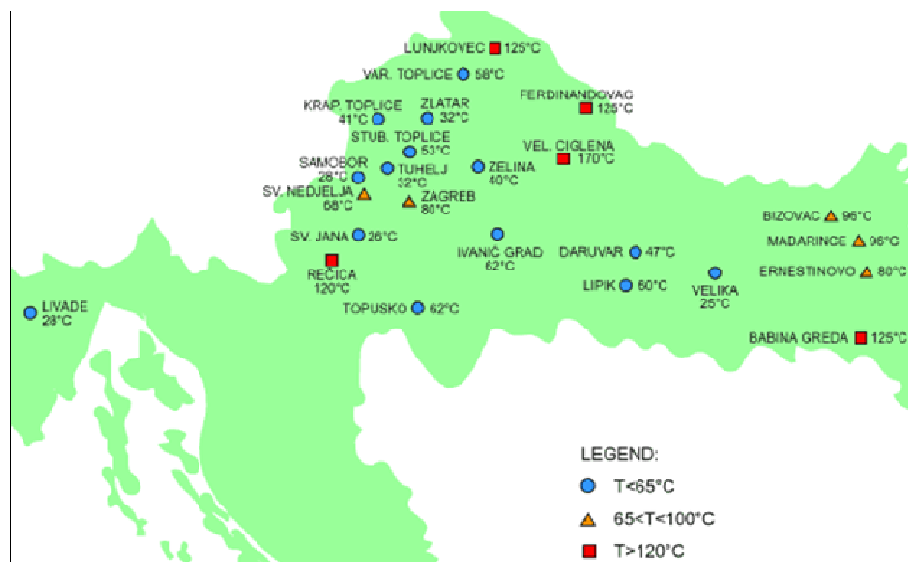 LUNJKOVEC 125°C
VAR. TOPLICE 58°C
FERDINANDOVAC
125°C
KRAP. TOPLICE
41°C
ZLATAR
32°C
STUB. TOPLICE
53°C
VEL. CIGLENA
170°C
SAMOBOR
28°C
TUHELJ
32°C
ZELINA
40°C
SV. NEDJELJA
68°C
ZAGREB
80°C
BIZOVAC 96°C
SV. JANA 26°C
IVANIĆ GRAD
62°C
DARUVAR 47°C
MADARINCE 96°C
REČICA
120°C
LIPIK 60°C
VELIKA
25°C
ERNESTINOVO 80°C
LIVADE
28°C
TOPUSKO 62°C
BABINA GREDA 125°C
LEGEND:
T<65°C
65<T<100°C
T>120°C